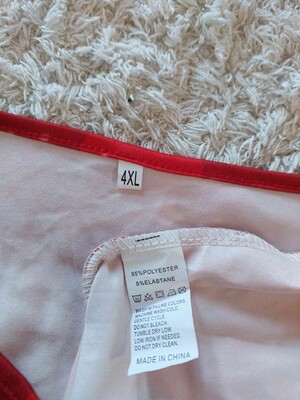 4XL
95%POLYESTER
5%ELASTANE
WASH WITH LIKE COLORS.
MACHINE WASH COLD.
GENTLE CYCLE.
DO NOT BLEACH.
TUMBLE DRY LOW.
LOW IRON IF NEEDED.
DO NOT DRY CLEAN.
MADE IN CHINA